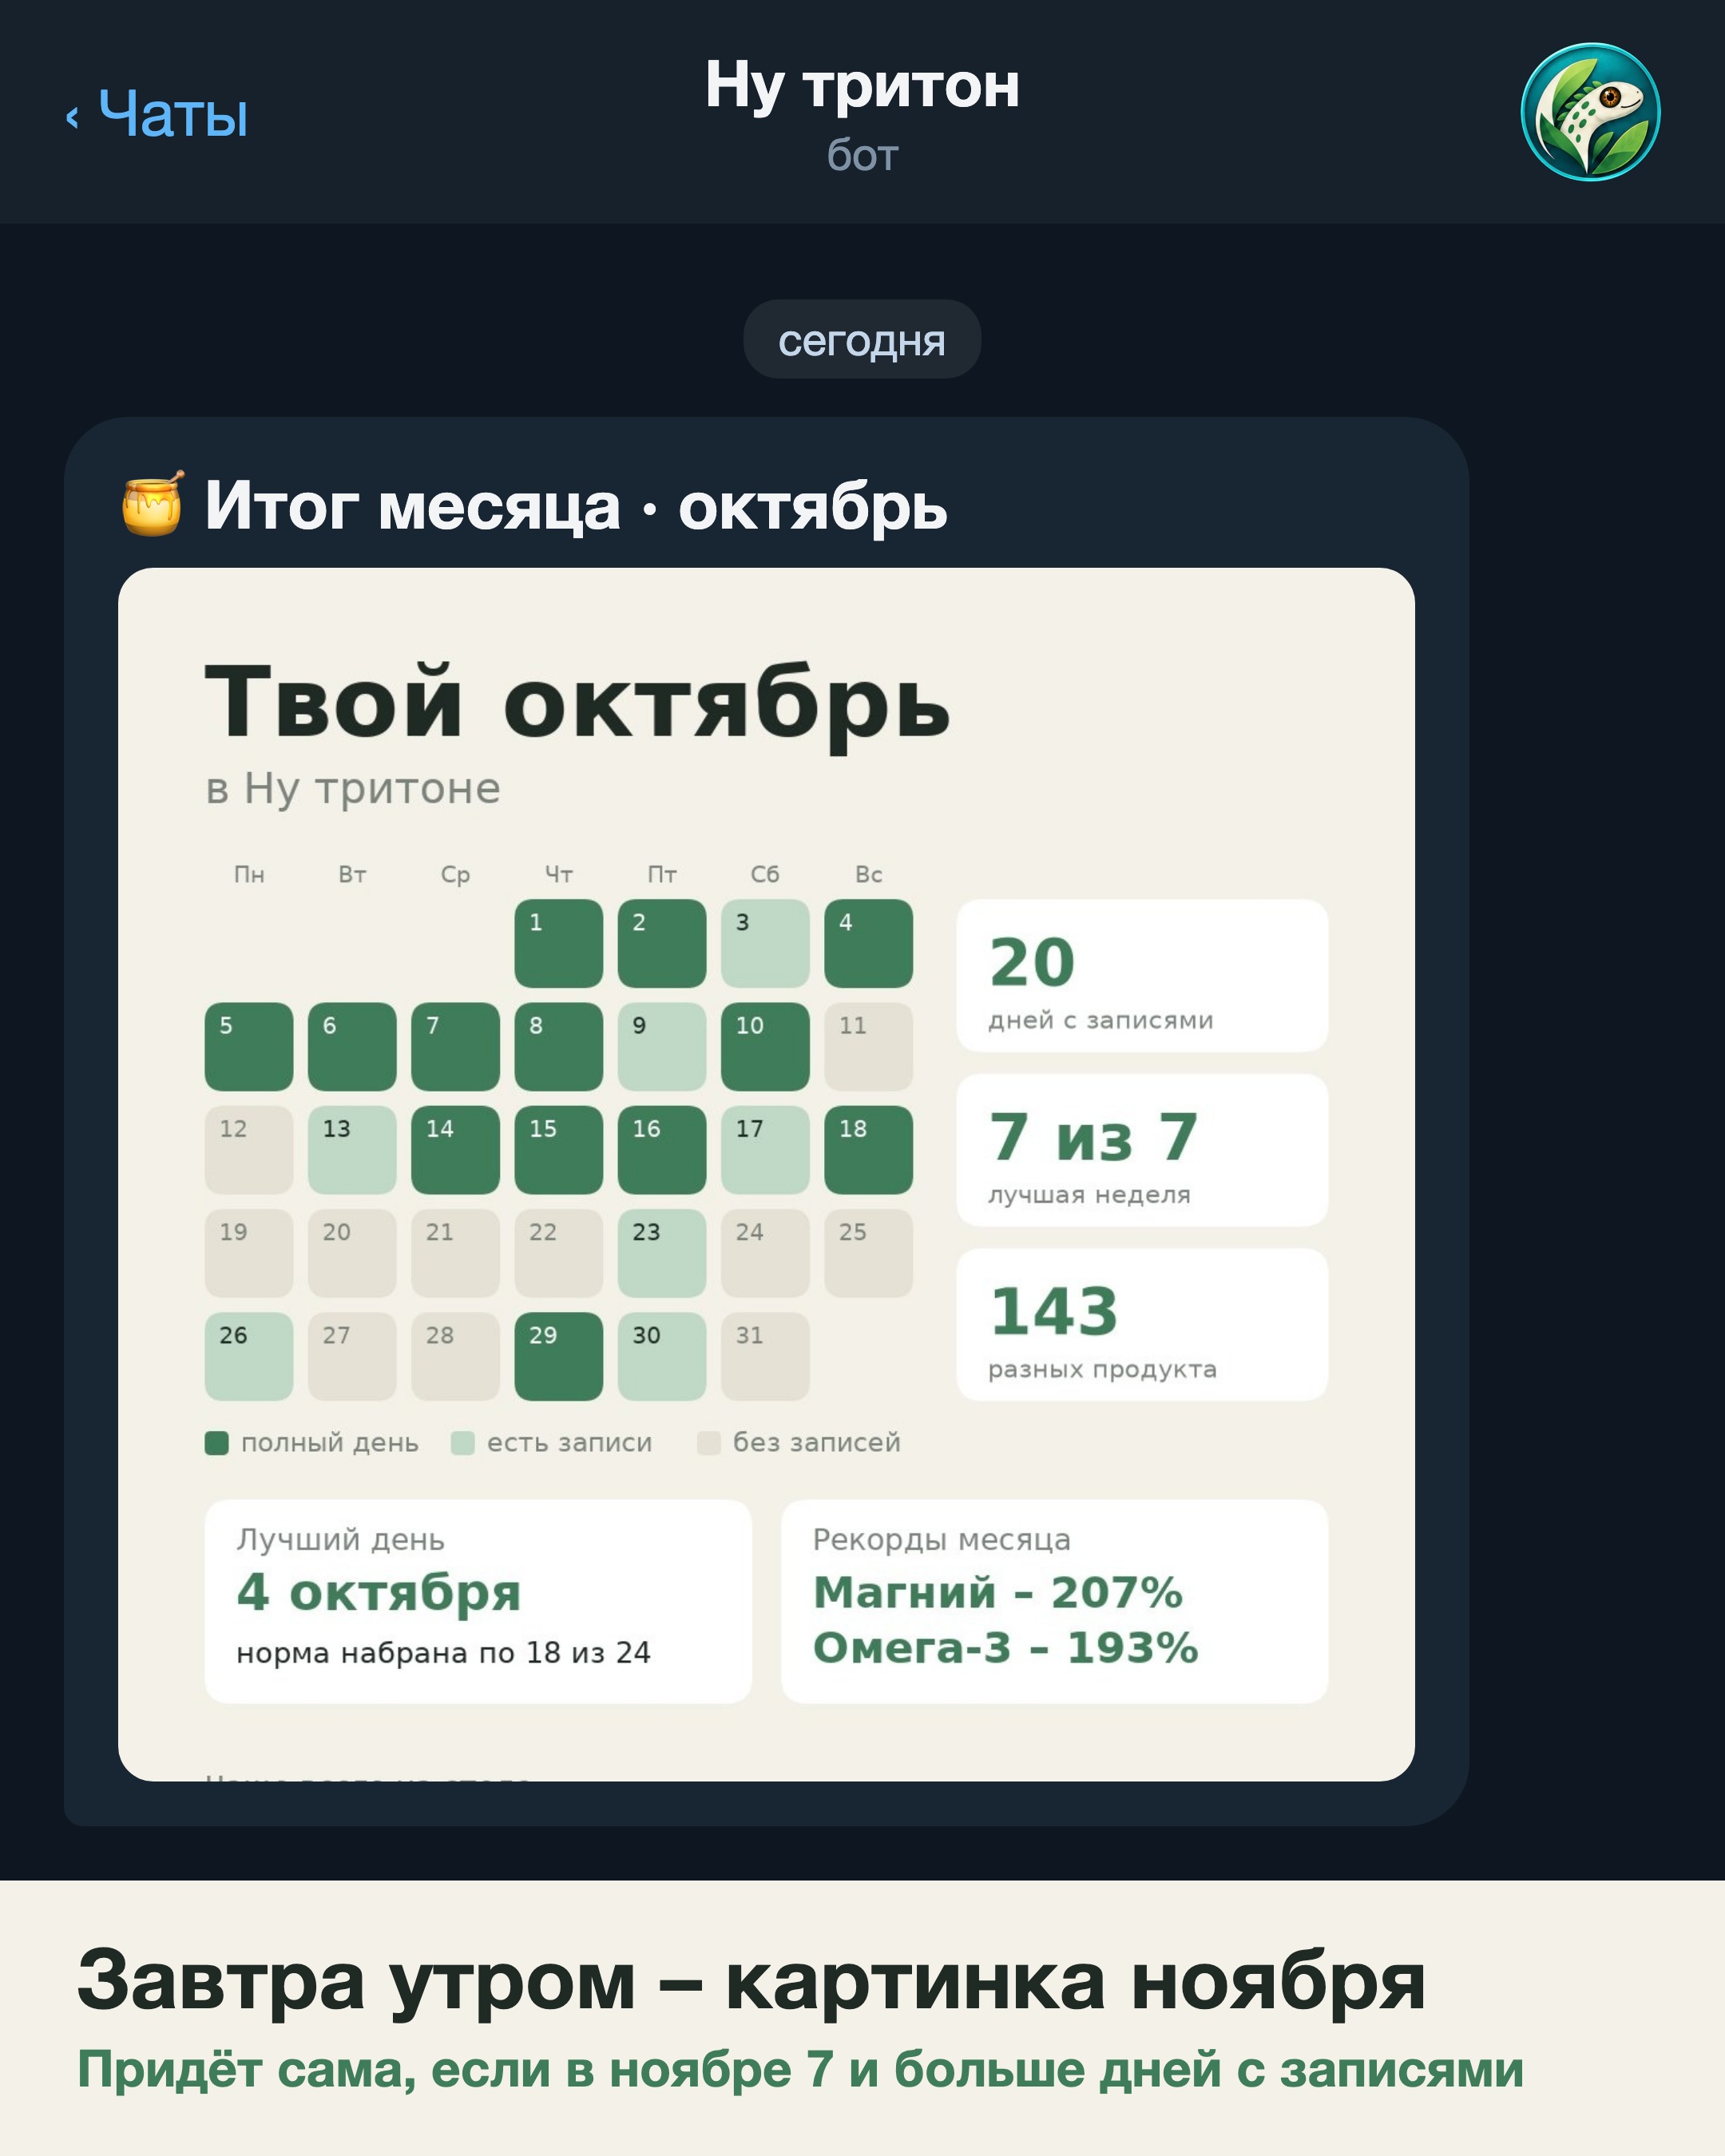 ‹ Чаты
Ну тритон
бот
сегодня
🍯 Итог месяца · октябрь
Твой октябрь
в Ну тритоне
Пн Вт Ср Чт Пт Сб Вс
1 2 3 4
5 6 7 8 9 10 11
12 13 14 15 16 17 18
19 20 21 22 23 24 25
26 27 28 29 30 31
20
дней с записями
7 из 7
лучшая неделя
143
разных продукта
полный день есть записи без записей
Лучший день
4 октября
норма набрана по 18 из 24
Рекорды месяца
Магний – 207%
Омега-3 – 193%
Завтра утром – картинка ноября
Придёт сама, если в ноябре 7 и больше дней с записями